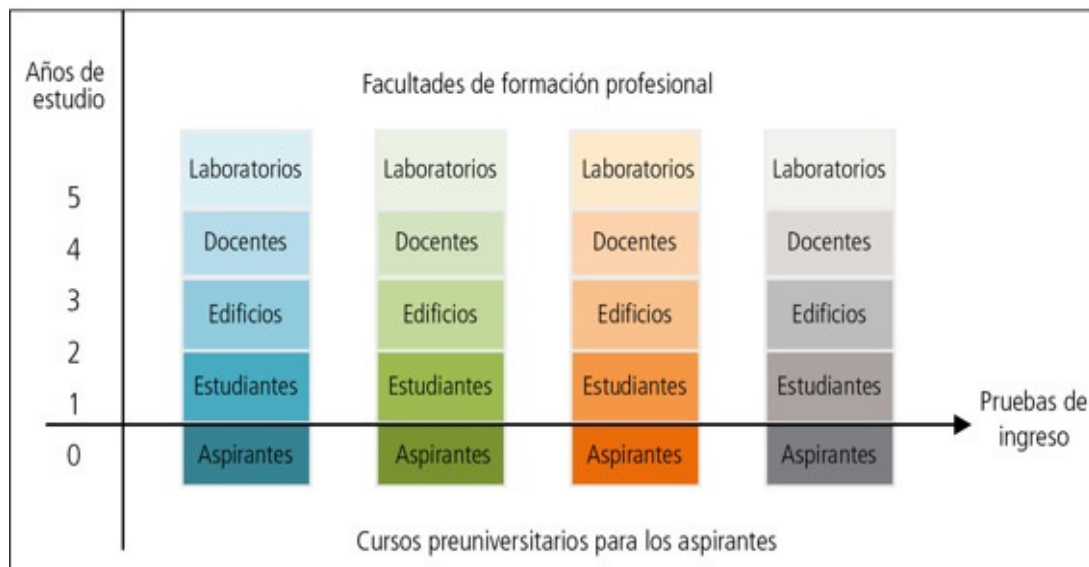 Años de
estudio
Facultades de formación profesional
Laboratorios Laboratorios Laboratorios Laboratorios
5
Docentes Docentes Docentes Docentes
4
3
Edificios Edificios Edificios Edificios
2
Estudiantes Estudiantes Estudiantes Estudiantes
1
Pruebas de
ingreso
0
Aspirantes Aspirantes Aspirantes Aspirantes
Cursos preuniversitarios para los aspirantes